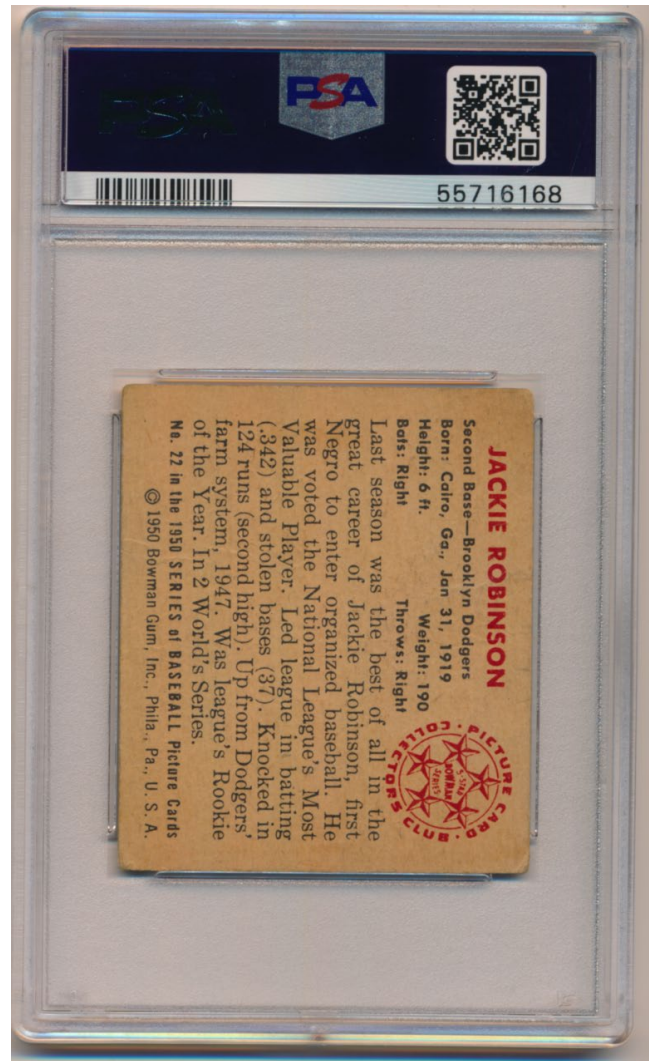 PSA
55716168
JACKIE ROBINSON
Second Base—Brooklyn Dodgers
Born: Cairo, Ga., Jan 31, 1919
Height: 6 ft. Weight: 190
Bats: Right Throws: Right
PICTURE CARD
COLLECTORS CLUB
5-STAR
BOWMAN
SERIES
Last season was the best of all in the
great career of Jackie Robinson, first
Negro to enter organized baseball. He
was voted the National League's Most
Valuable Player. Led league in batting
(.342) and stolen bases (37). Knocked in
124 runs (second high). Up from Dodgers'
farm system, 1947. Was league's Rookie
of the Year. In 2 World's Series.
No. 22 in the 1950 SERIES of BASEBALL Picture Cards
© 1950 Bowman Gum, Inc., Phila., Pa., U. S. A.